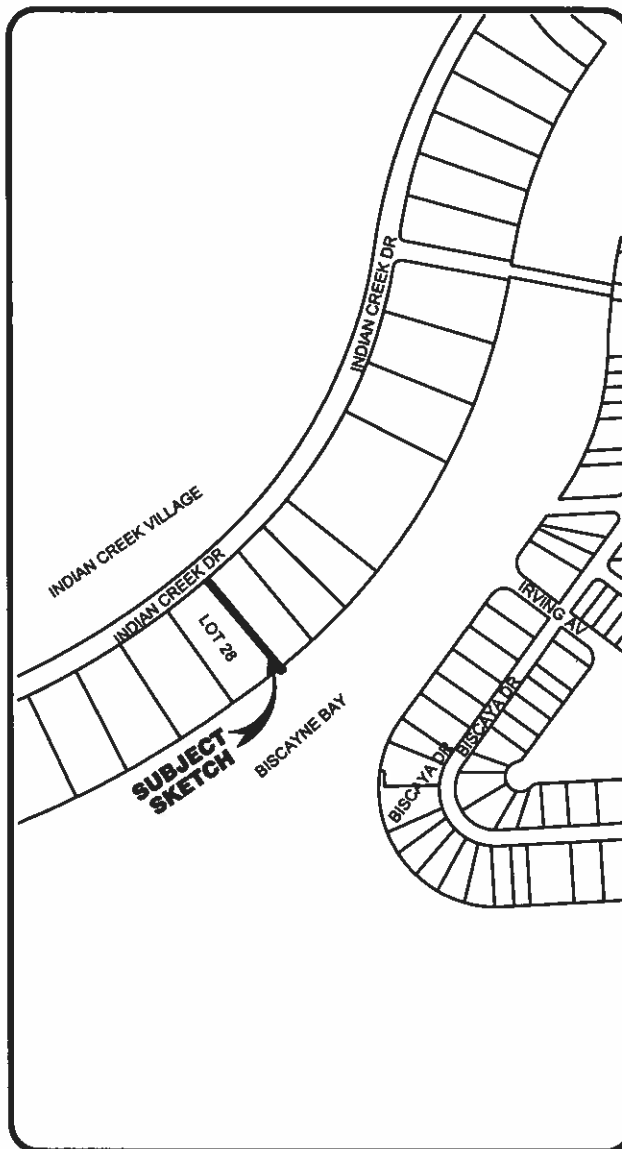 INDIAN CREEK DR
INDIAN CREEK VILLAGE
INDIAN CREEK DR
LOT 28
SUBJECT
SKETCH
BISCAYNE BAY
IRVING AV
BISCAYA DR
BISCAYA DR